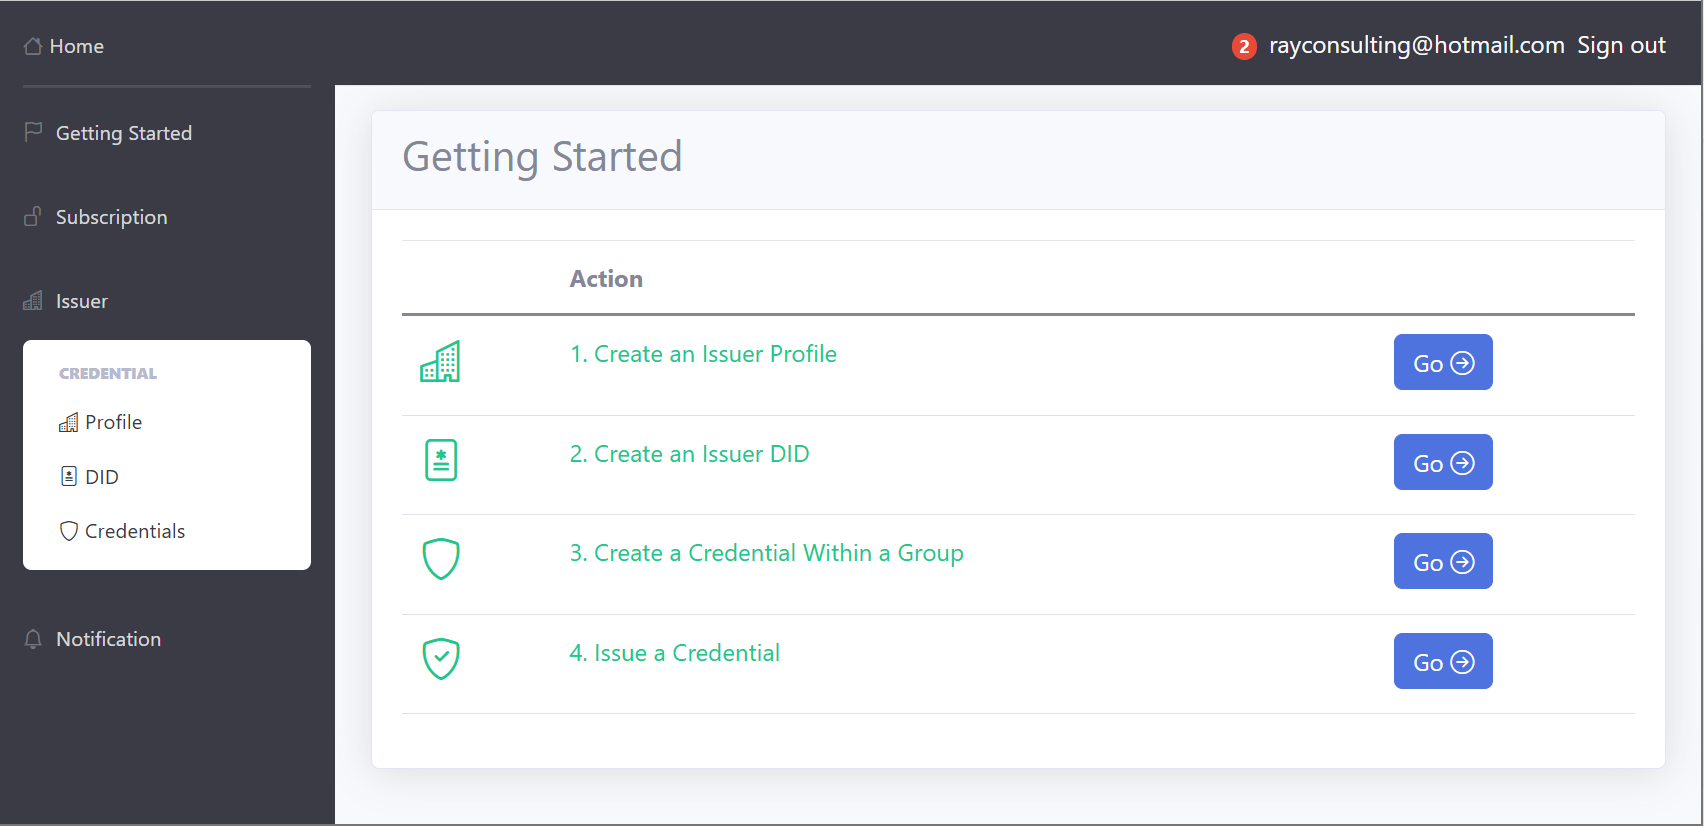 Home
2 rayconsulting@hotmail.com Sign out
Getting Started
Subscription
Issuer
CREDENTIAL
Profile
DID
Credentials
Notification
Getting Started
Action
1. Create an Issuer Profile Go
2. Create an Issuer DID Go
3. Create a Credential Within a Group Go
4. Issue a Credential Go